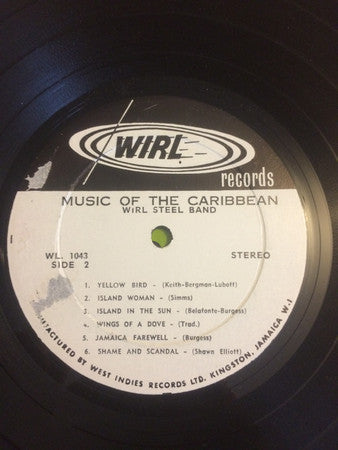 WIRL
records
MUSIC OF THE CARIBBEAN
WIRL STEEL BAND
WL. 1043 STEREO
SIDE 2
1. YELLOW BIRD - (Keith-Bergman-Luboff)
2. ISLAND WOMAN - (Simms)
3. ISLAND IN THE SUN - (Belafonte-Burgess)
4. WINGS OF A DOVE - (Trad.)
5. JAMAICA FAREWELL - (Burgess)
6. SHAME AND SCANDAL - (Shawn Elliott)
BY WEST INDIES RECORDS LTD. KINGSTON, JAMAICA W.I